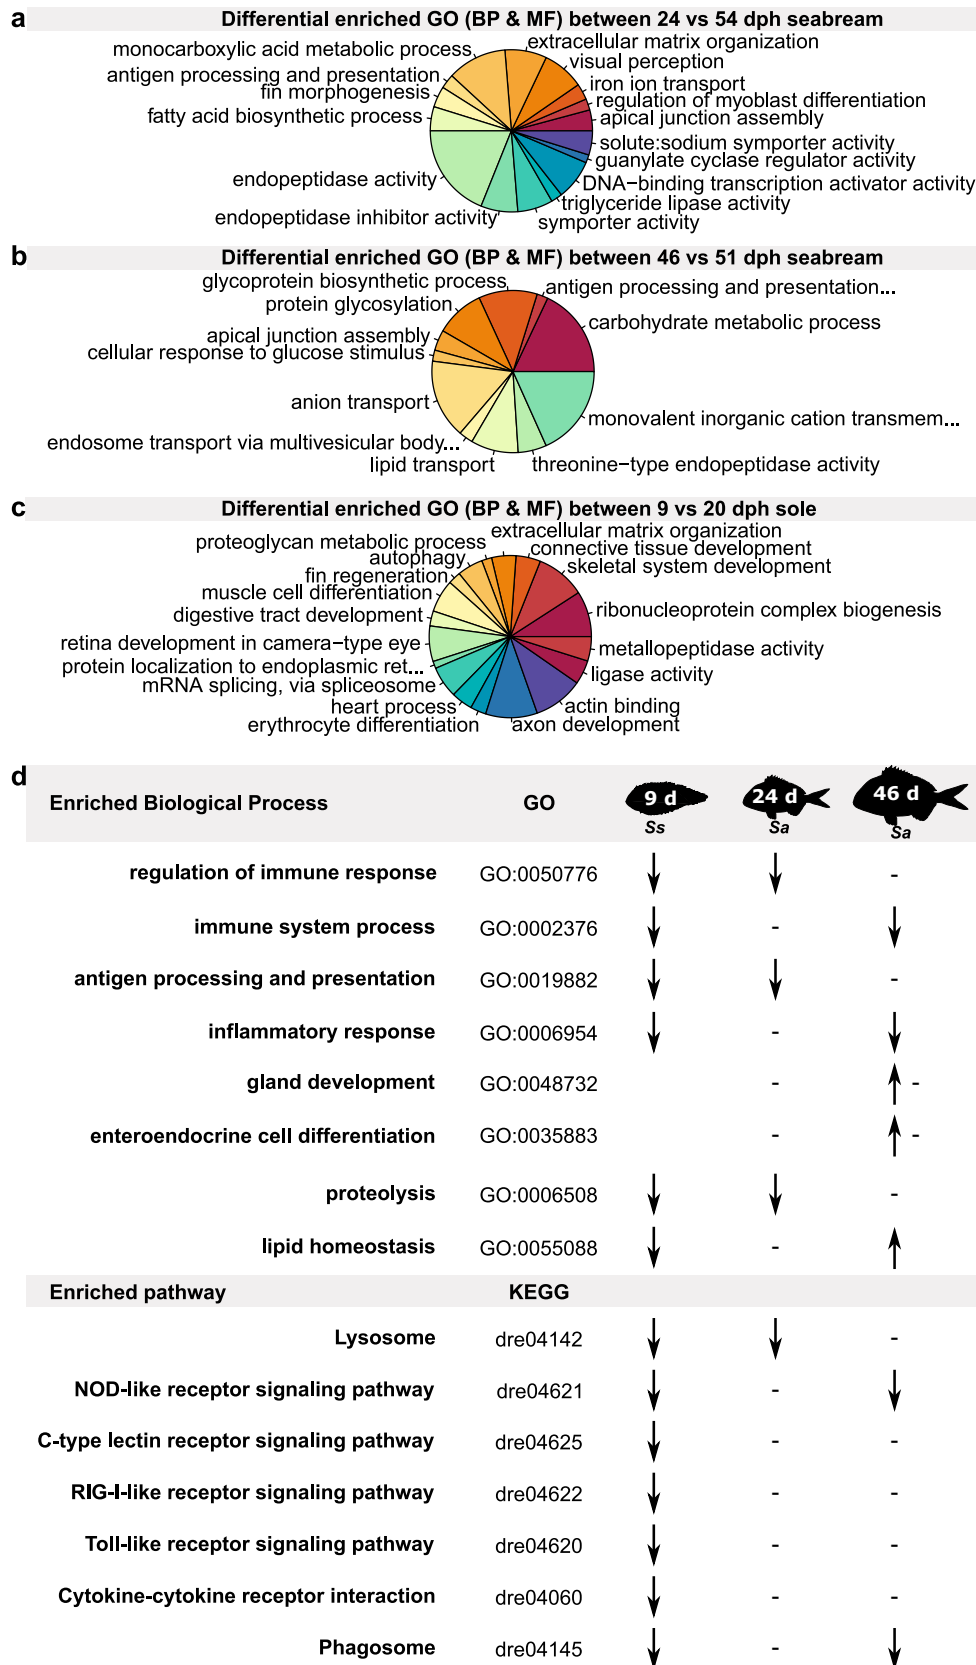 a Differential enriched GO (BP & MF) between 24 vs 54 dph seabream
monocarboxylic acid metabolic process
extracellular matrix organization
visual perception
antigen processing and presentation
iron ion transport
fin morphogenesis
regulation of myoblast differentiation
fatty acid biosynthetic process
apical junction assembly
solute:sodium symporter activity
guanylate cyclase regulator activity
endopeptidase activity
DNA−binding transcription activator activity
triglyceride lipase activity
endopeptidase inhibitor activity
symporter activity
b Differential enriched GO (BP & MF) between 46 vs 51 dph seabream
glycoprotein biosynthetic process
antigen processing and presentation...
protein glycosylation
carbohydrate metabolic process
apical junction assembly
cellular response to glucose stimulus
anion transport
monovalent inorganic cation transmem...
endosome transport via multivesicular body...
lipid transport
threonine−type endopeptidase activity
c Differential enriched GO (BP & MF) between 9 vs 20 dph sole
extracellular matrix organization
proteoglycan metabolic process
connective tissue development
autophagy
skeletal system development
fin regeneration
muscle cell differentiation
ribonucleoprotein complex biogenesis
digestive tract development
retina development in camera−type eye
metallopeptidase activity
protein localization to endoplasmic ret...
ligase activity
mRNA splicing, via spliceosome
heart process
actin binding
erythrocyte differentiation
axon development
d
Enriched Biological Process GO 9 d 24 d 46 d
Ss Sa Sa
regulation of immune response GO:0050776 ↓ ↓ -
immune system process GO:0002376 ↓ - ↓
antigen processing and presentation GO:0019882 ↓ ↓ -
inflammatory response GO:0006954 ↓ - ↓
gland development GO:0048732 - ↑ -
enteroendocrine cell differentiation GO:0035883 - ↑ -
proteolysis GO:0006508 ↓ ↓ -
lipid homeostasis GO:0055088 ↓ - ↑
Enriched pathway KEGG
Lysosome dre04142 ↓ ↓ -
NOD-like receptor signaling pathway dre04621 ↓ - ↓
C-type lectin receptor signaling pathway dre04625 ↓ - -
RIG-I-like receptor signaling pathway dre04622 ↓ - -
Toll-like receptor signaling pathway dre04620 ↓ - -
Cytokine-cytokine receptor interaction dre04060 ↓ - -
Phagosome dre04145 ↓ - ↓